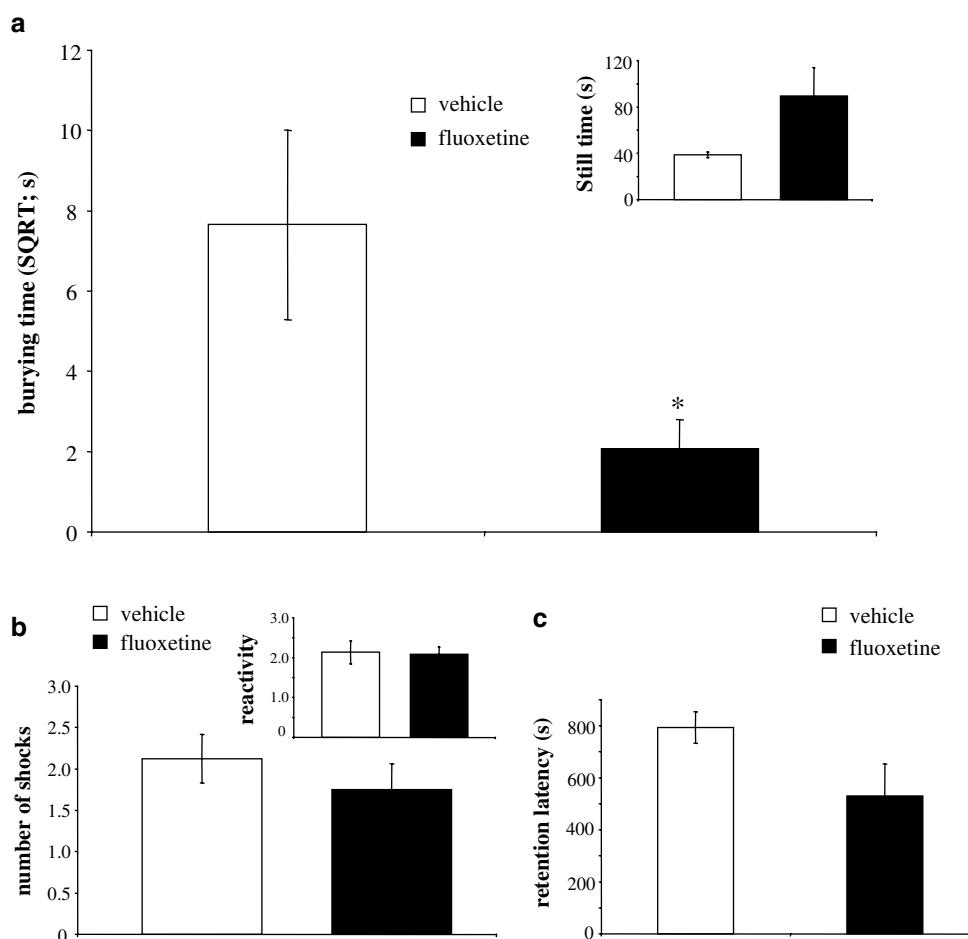 a
burying time (SQRT; s)
12
10
8
6
4
2
0
vehicle
fluoxetine
*
Still time (s)
120
80
40
0
b
vehicle
fluoxetine
number of shocks
3.0
2.5
2.0
1.5
1.0
0.5
0
reactivity
3.0
2.0
1.0
0
c
vehicle
fluoxetine
retention latency (s)
800
600
400
200
0